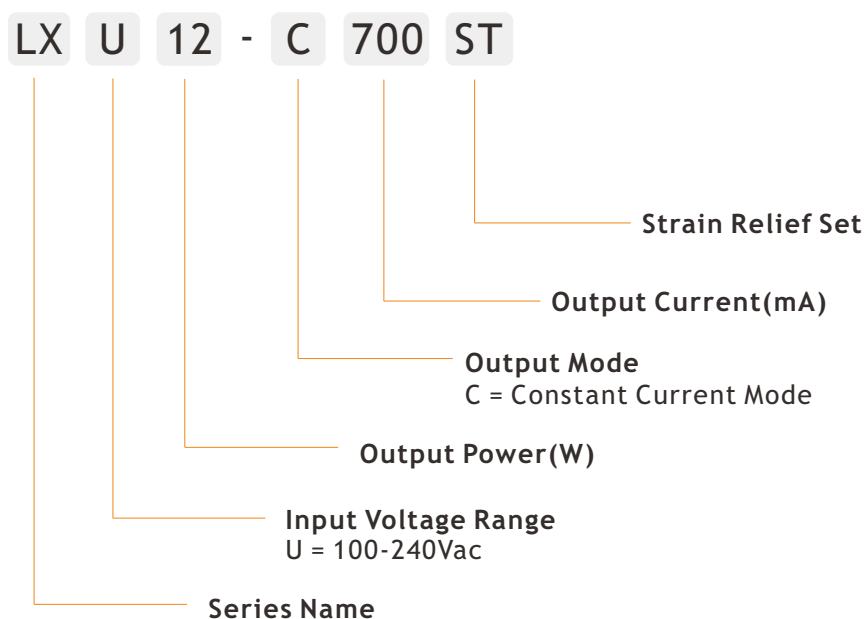 LX U 12 - C 700 ST
Strain Relief Set
Output Current(mA)
Output Mode
C = Constant Current Mode
Output Power(W)
Input Voltage Range
U = 100-240Vac
Series Name